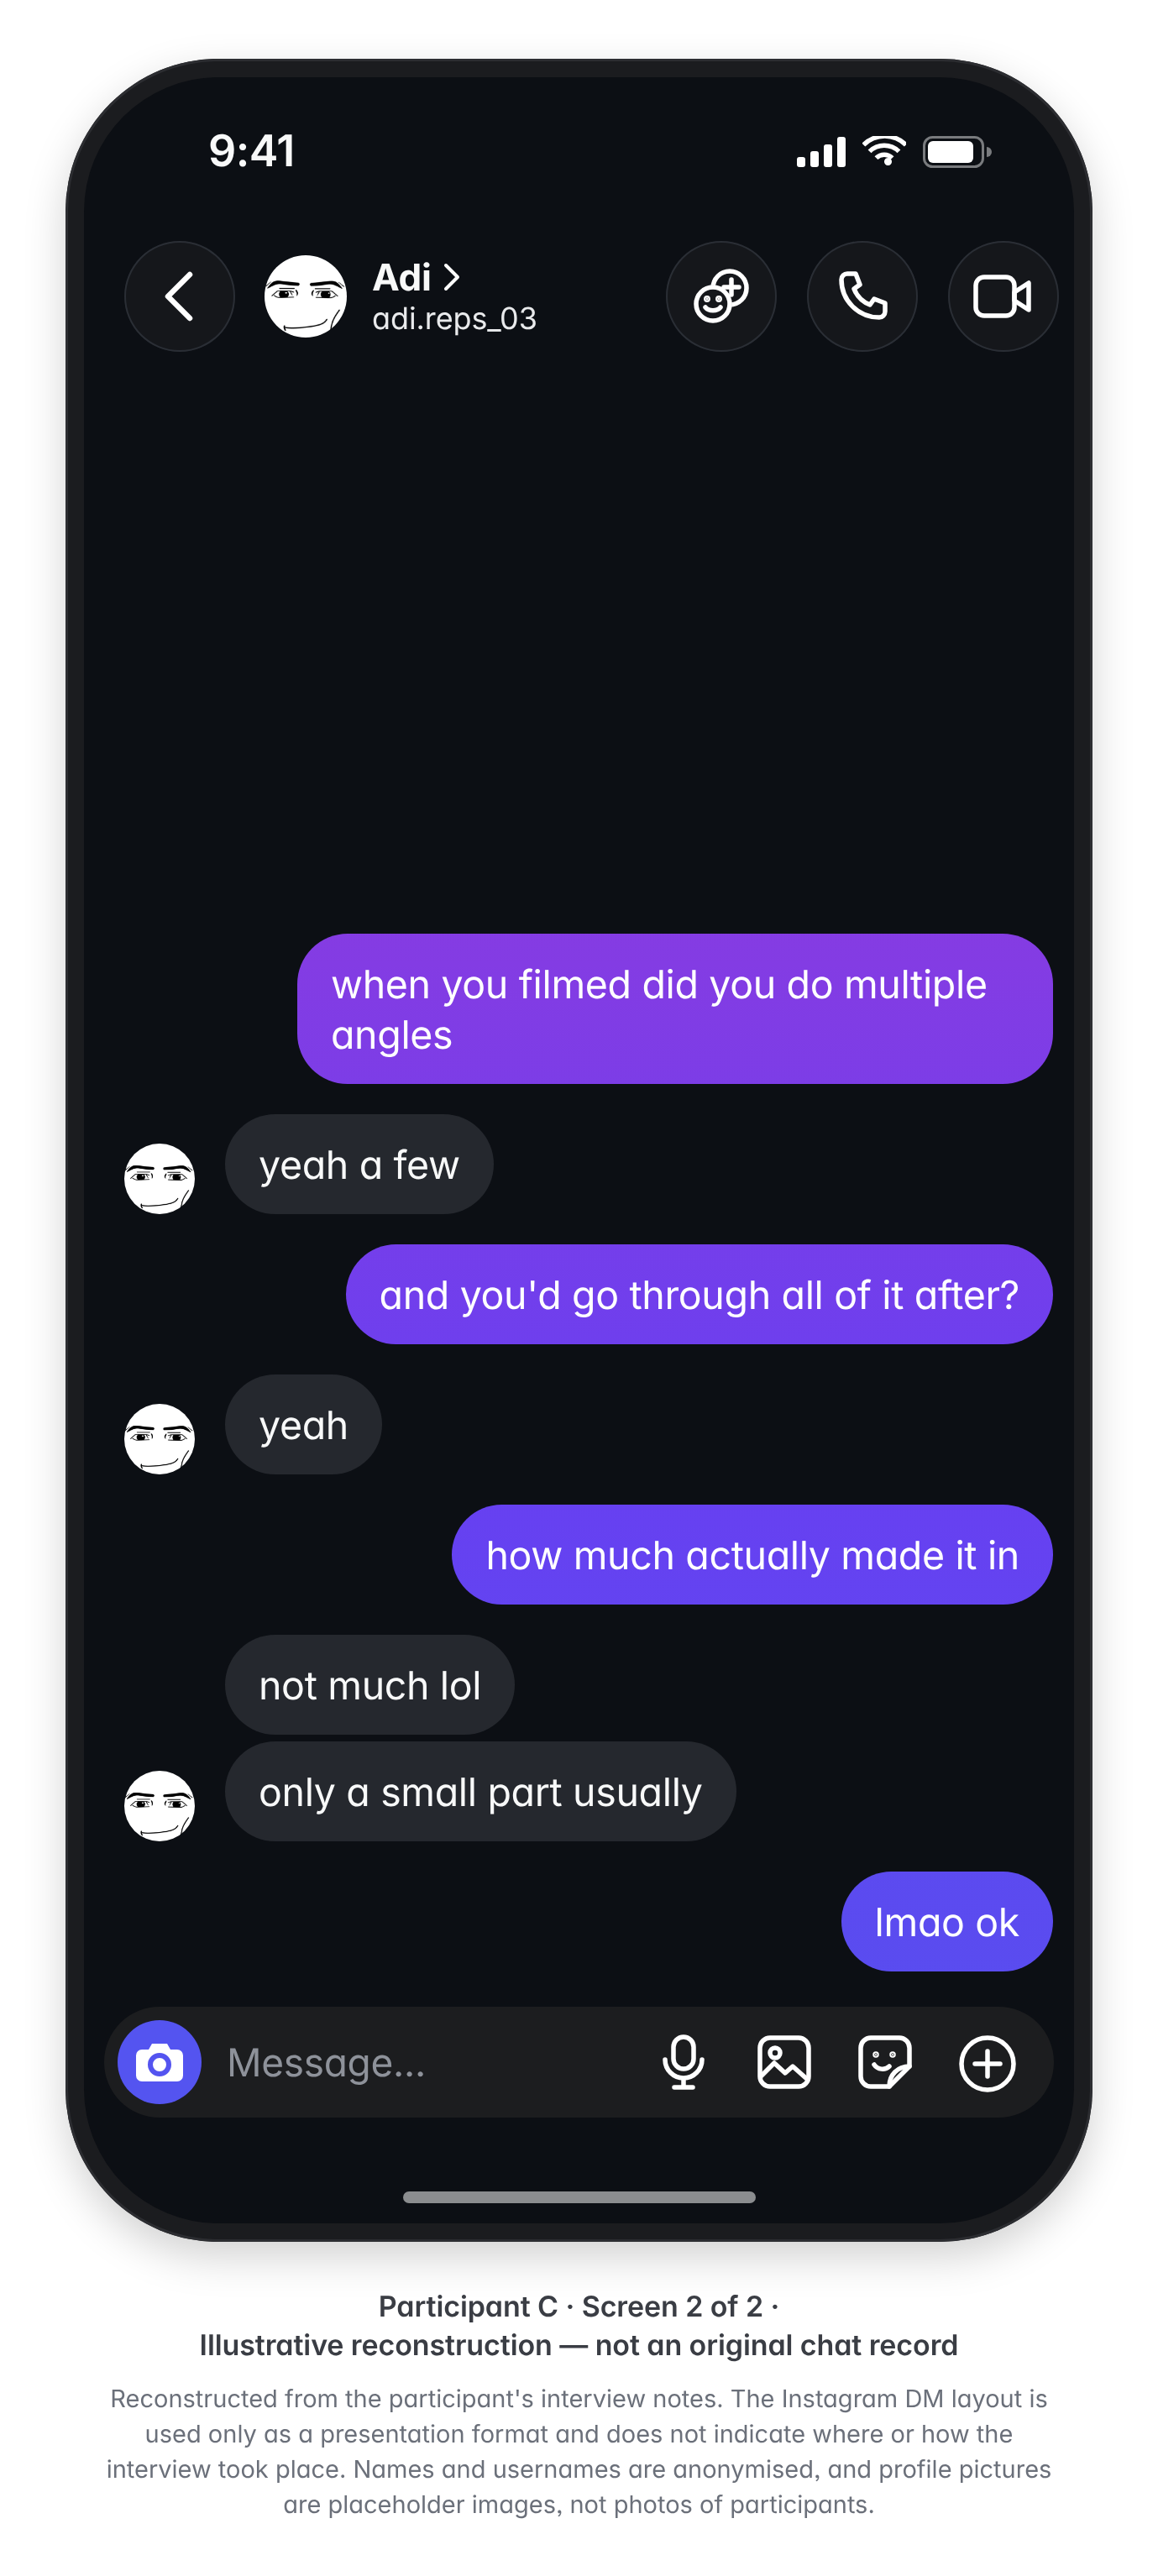 9:41
Adi
adi.reps_03
when you filmed did you do multiple
angles
yeah a few
and you'd go through all of it after?
yeah
how much actually made it in
not much lol
only a small part usually
lmao ok
Message...
Participant C · Screen 2 of 2 ·
Illustrative reconstruction — not an original chat record
Reconstructed from the participant's interview notes. The Instagram DM layout is
used only as a presentation format and does not indicate where or how the
interview took place. Names and usernames are anonymised, and profile pictures
are placeholder images, not photos of participants.